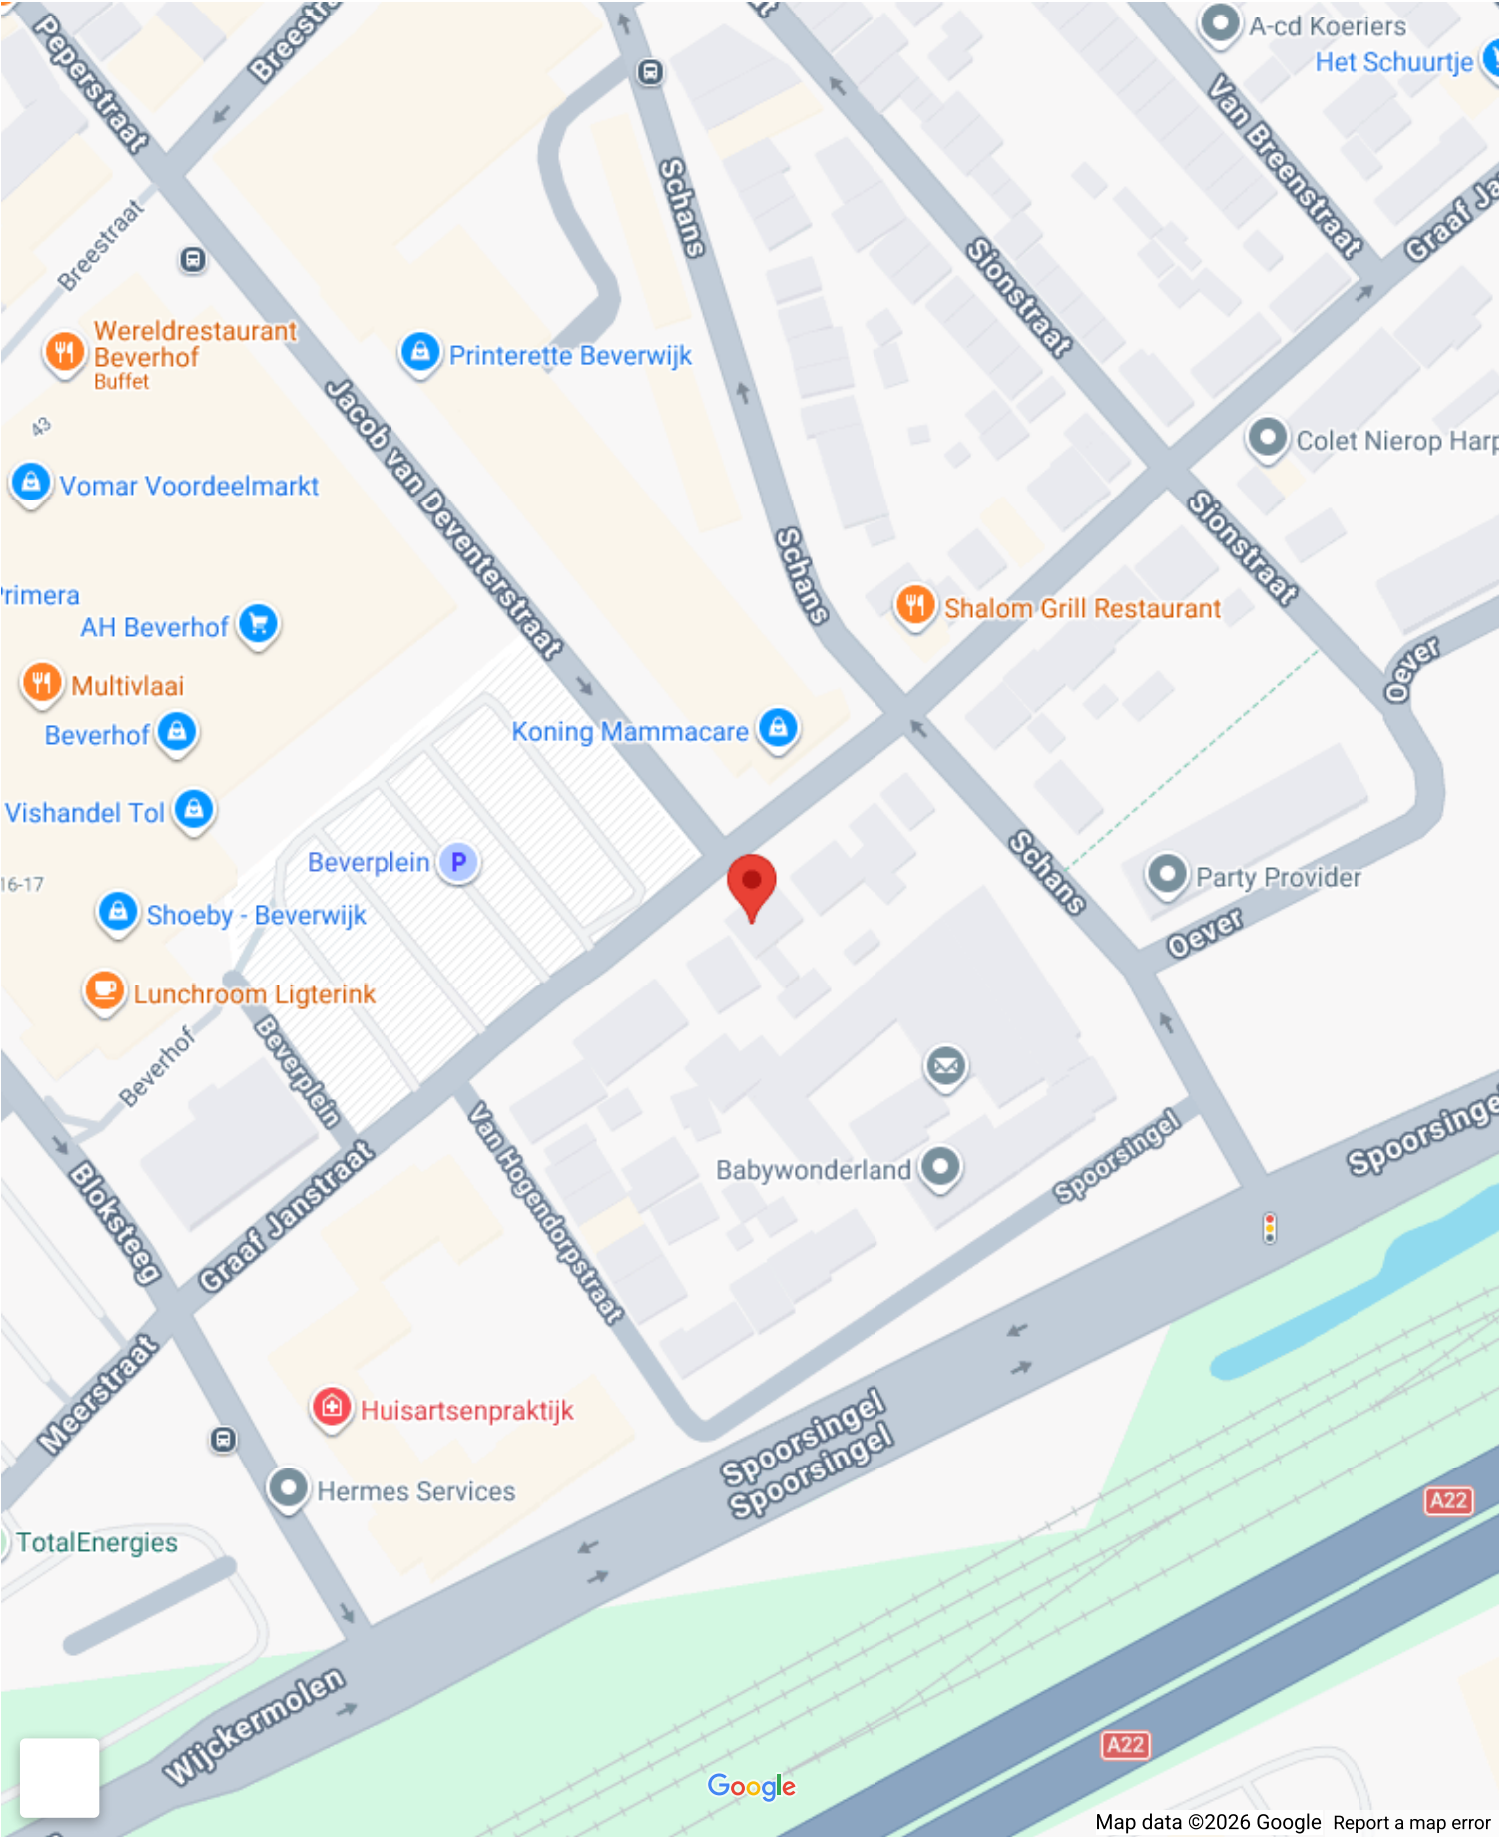 Peperstraat
Breestra
A-cd Koeriers
Het Schuurtje
Van Breenstraat
Graaf Ja
Breestraat
Schans
Sionstraat
Wereldrestaurant
Beverhof
Buffet
Printerette Beverwijk
43
Jacob van Deventerstraat
Colet Nierop Harp
Vomar Voordeelmarkt
Sionstraat
Schans
Primera
AH Beverhof
Shalom Grill Restaurant
Multivlaai
Oever
Beverhof
Koning Mammacare
Vishandel Tol
Beverplein
P
16-17
Schans
Party Provider
Shoeby - Beverwijk
Oever
Lunchroom Ligterink
Beverhof
Beverplein
Van Hogendorpstraat
Babywonderland
Spoorsingel
Spoorsingel
Bloksteeg
Graaf Janstraat
Meerstraat
Huisartsenpraktijk
Spoorsingel
Spoorsingel
Hermes Services
A22
TotalEnergies
Wijckermolen
A22
Google
Map data ©2026 Google
Report a map error